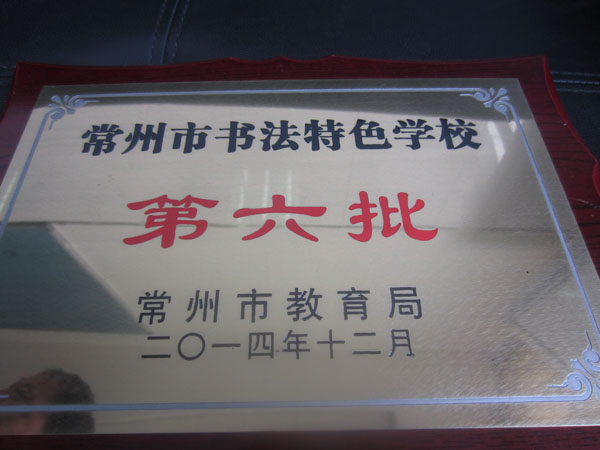 常州市书法特色学校
第六批
常州市教育局
二〇一四年十二月